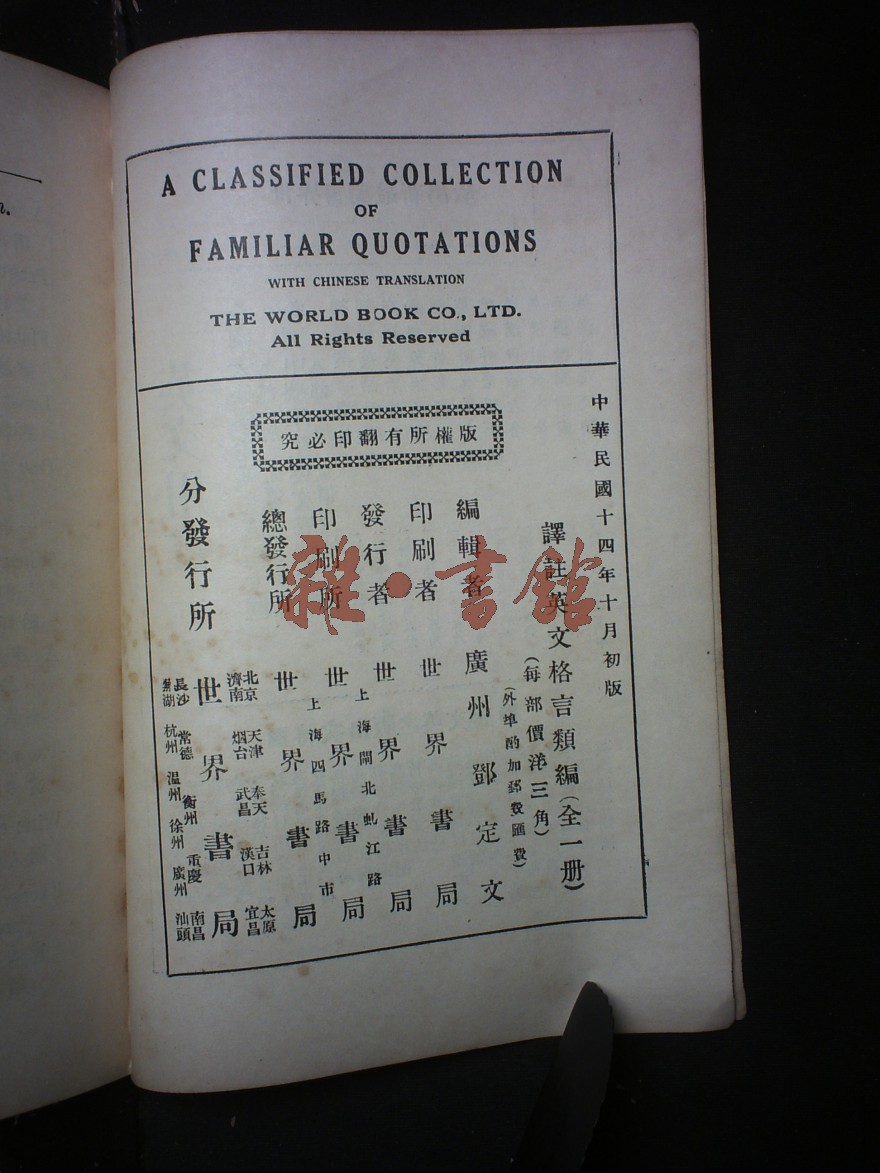 n.
A CLASSIFIED COLLECTION
OF
FAMILIAR QUOTATIONS
WITH CHINESE TRANSLATION
THE WORLD BOOK CO., LTD.
All Rights Reserved
究必印翻有所權版
中華民國十四年十月初版
譯註英文格言類編(全一册)
(每部價洋三角)
(外埠酌加郵費匯費)
編輯者 廣州鄧定文
印刷者 世界書局
發行者 世界書局
上海閘北虬江路
印刷所 世界書局
上海四馬路中市
總發行所 世界書局
分發行所 世界書局
北京 天津 奉天 吉林 太原
濟南 烟台 武昌 漢口 宜昌
長沙 常德 衡州 重慶 南昌
蕪湖 杭州 溫州 徐州 廣州 汕頭
雜·書館